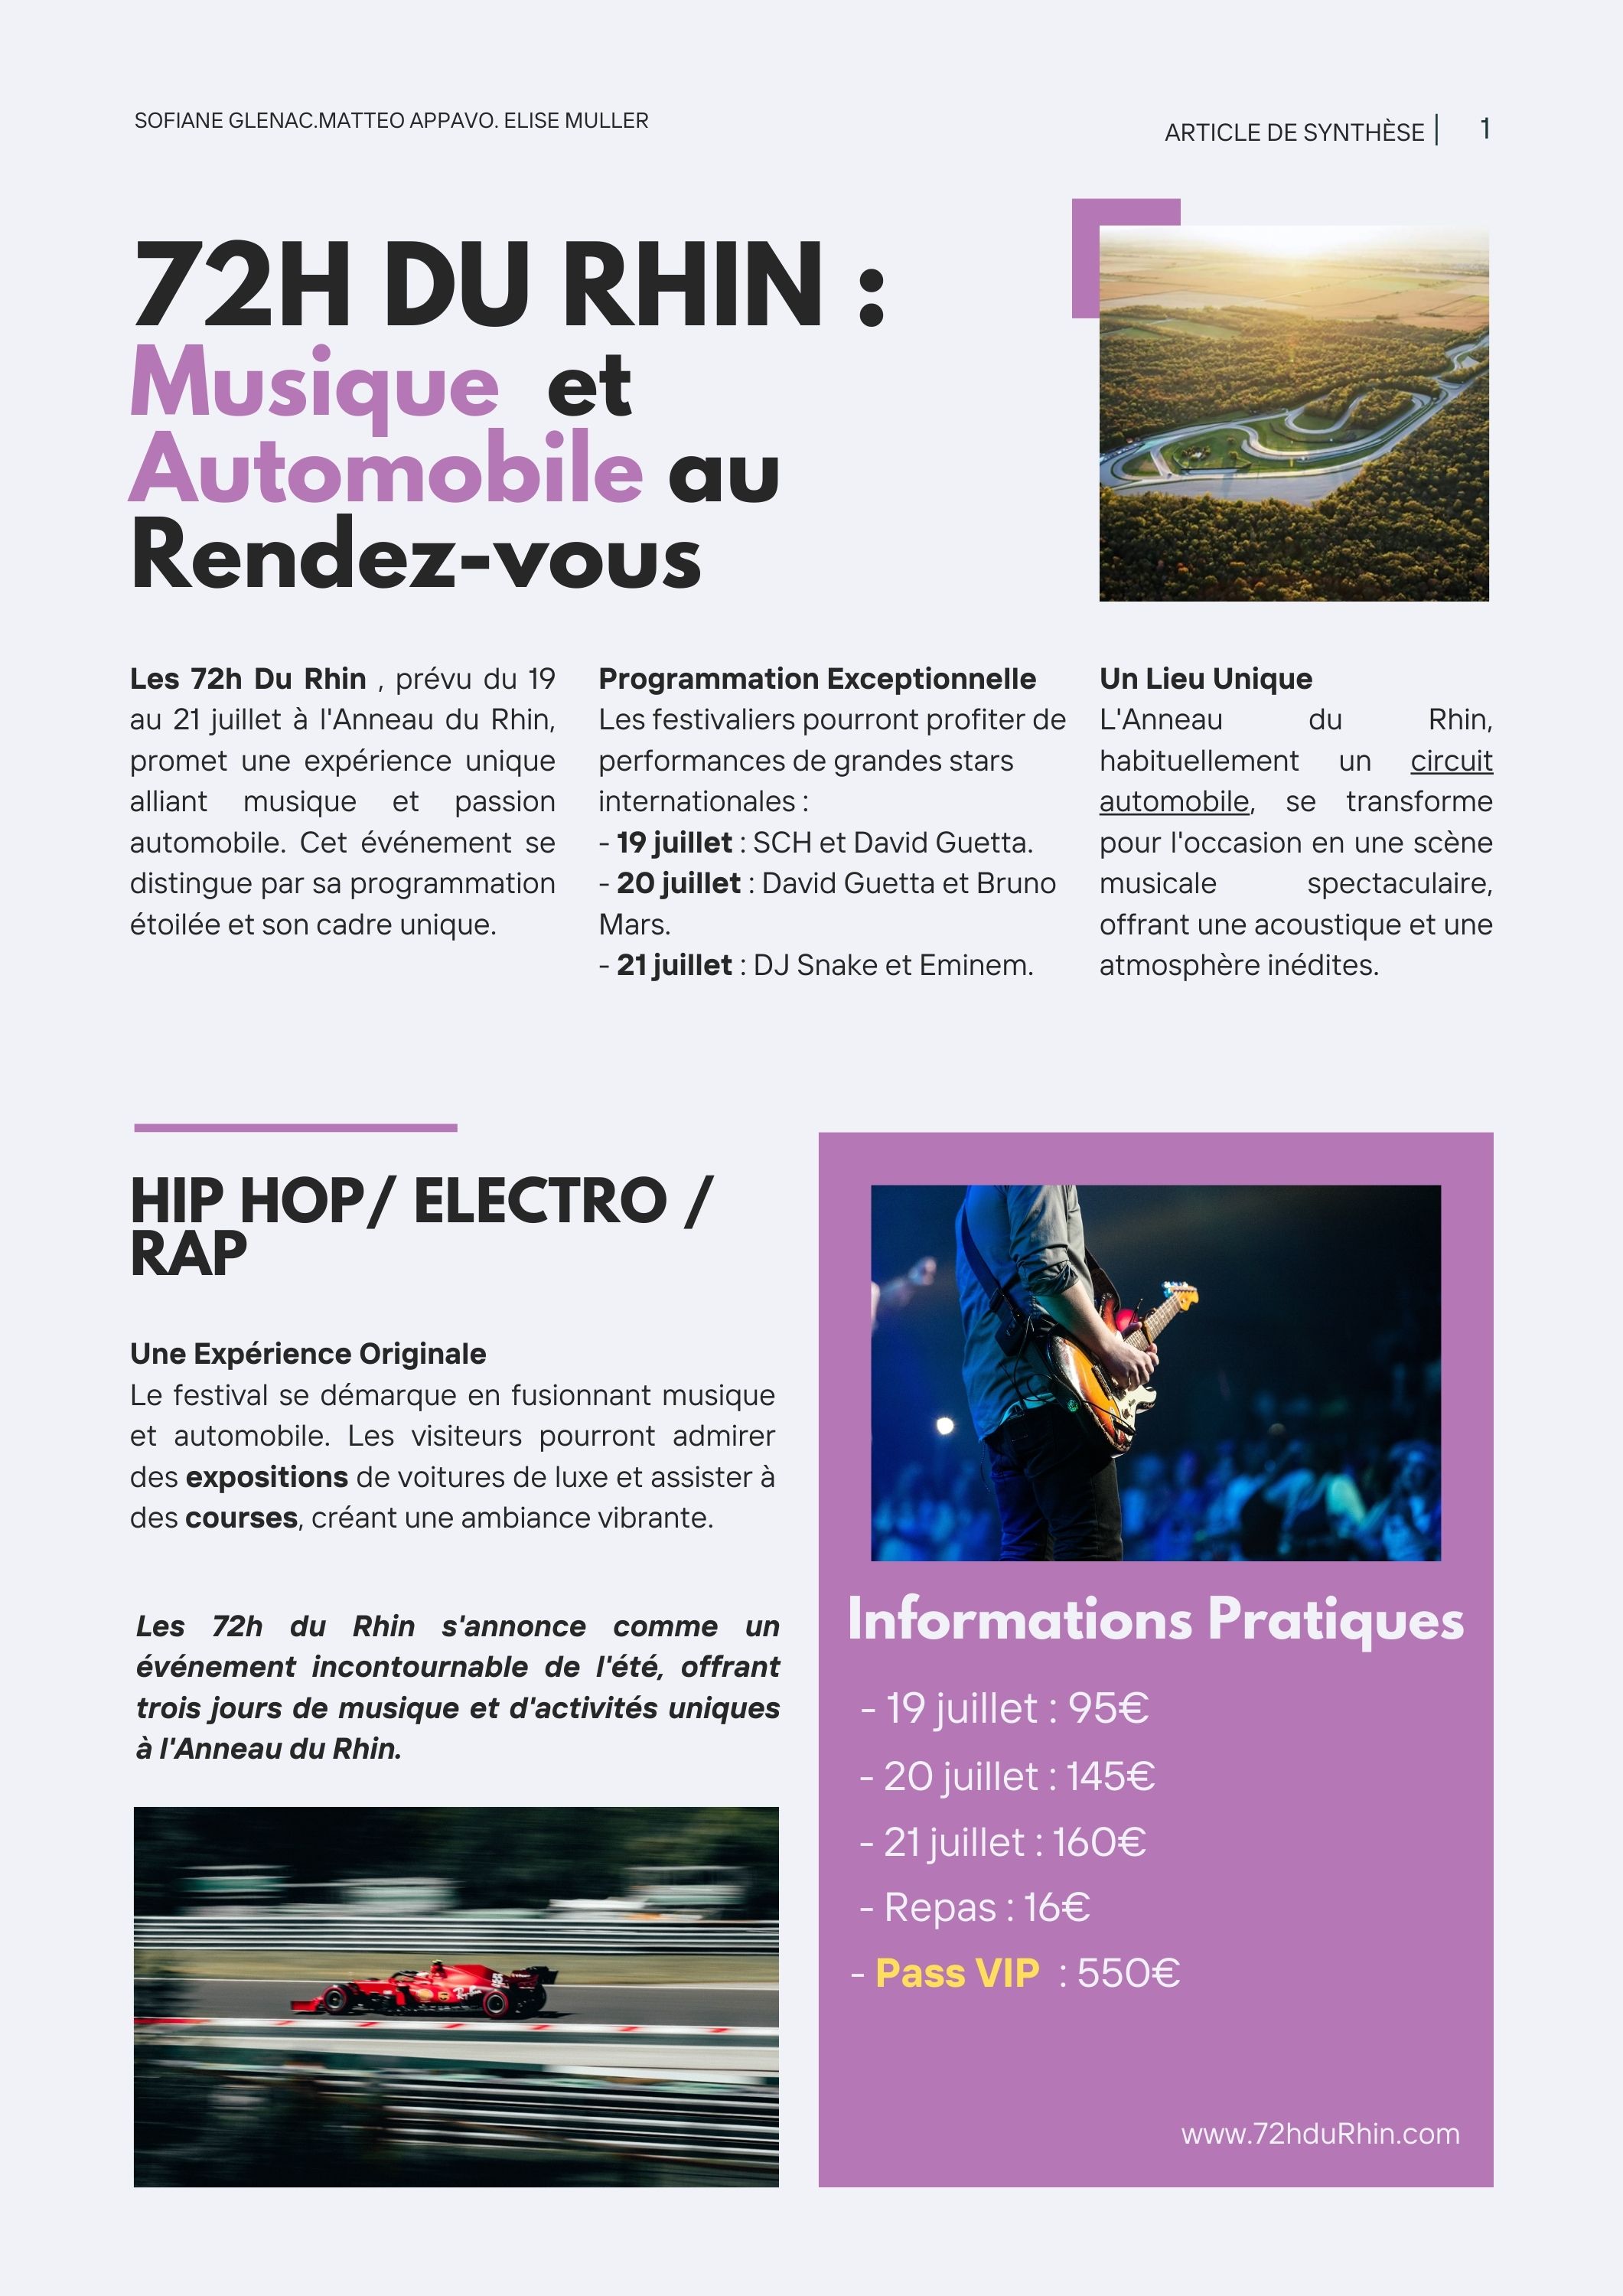 SOFIANE GLENAC.MATTEO APPAVO. ELISE MULLER
ARTICLE DE SYNTHÈSE | 1
72H DU RHIN :
Musique et
Automobile au
Rendez-vous
Les 72h Du Rhin , prévu du 19
au 21 juillet à l'Anneau du Rhin,
promet une expérience unique
alliant musique et passion
automobile. Cet événement se
distingue par sa programmation
étoilée et son cadre unique.
Programmation Exceptionnelle
Les festivaliers pourront profiter de
performances de grandes stars
internationales :
- 19 juillet : SCH et David Guetta.
- 20 juillet : David Guetta et Bruno
Mars.
- 21 juillet : DJ Snake et Eminem.
Un Lieu Unique
L'Anneau du Rhin,
habituellement un circuit
automobile, se transforme
pour l'occasion en une scène
musicale spectaculaire,
offrant une acoustique et une
atmosphère inédites.
HIP HOP/ ELECTRO /
RAP
Une Expérience Originale
Le festival se démarque en fusionnant musique
et automobile. Les visiteurs pourront admirer
des expositions de voitures de luxe et assister à
des courses, créant une ambiance vibrante.
Les 72h du Rhin s'annonce comme un
événement incontournable de l'été, offrant
trois jours de musique et d'activités uniques
à l'Anneau du Rhin.
55
Informations Pratiques
- 19 juillet : 95€
- 20 juillet : 145€
- 21 juillet : 160€
- Repas : 16€
- Pass VIP : 550€
www.72hduRhin.com